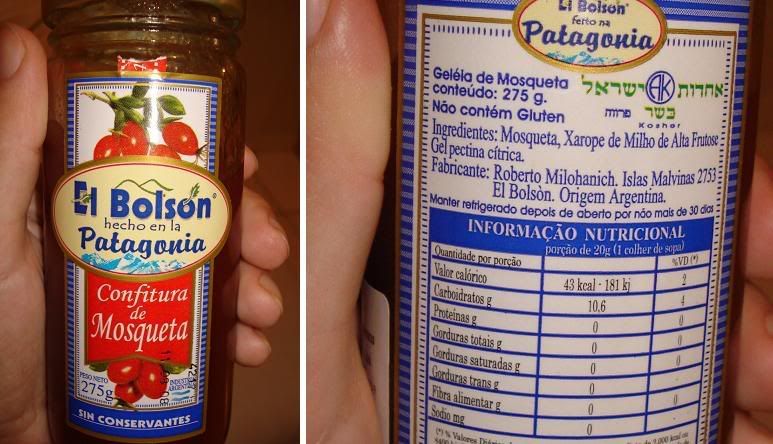 El Bolsón
hecho en la
Patagonia
Confitura
de
Mosqueta
PESO NETO
275g
INDUSTRIA
ARGENTINA
SIN CONSERVANTES
El Bolsón
feito na
Patagonia
Geléia de Mosqueta
conteúdo: 275 g.
Não contém Gluten
אחדות AK ישראל
כשר פרווה
Kosher
Ingredientes: Mosqueta, Xarope de Milho de Alta Frutose
Gel pectina cítrica.
Fabricante: Roberto Milohanich. Islas Malvinas 2753
El Bolsòn. Origem Argentina.
Manter refrigerado depois de aberto por não mais de 30 dias
INFORMAÇÃO NUTRICIONAL
porção de 20g (1 colher de sopa)
Quantidade por porção %VD (*)
Valor calórico 43 kcal - 181 kj 2
Carboidratos g 10,6 4
Proteínas g 0 0
Gorduras totais g 0 0
Gorduras saturadas g 0 0
Gorduras trans g 0 0
Fibra alimentar g 0 0
Sodio mg 0 0
(*) % Valores